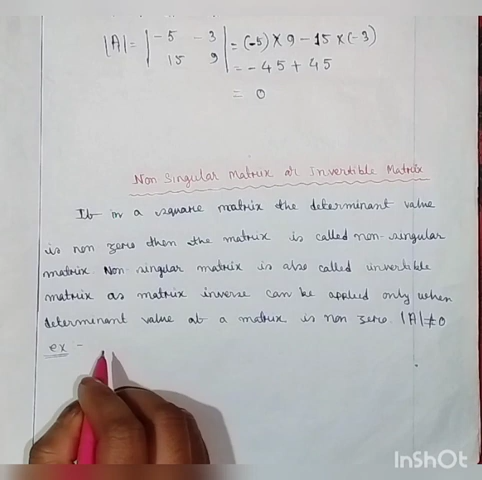 |A| = | -5 -3 | = (-5) × 9 - 15 × (-3)
15 9 | = -45 + 45
= 0
Non Singular Matrix or Invertible Matrix
If in a square matrix the determinant value
is non zero then the matrix is called non-singular
matrix. Non-singular matrix is also called invertible
matrix as matrix inverse can be applied only when
determinant value of a matrix is non zero |A| ≠ 0
ex -
InShOt